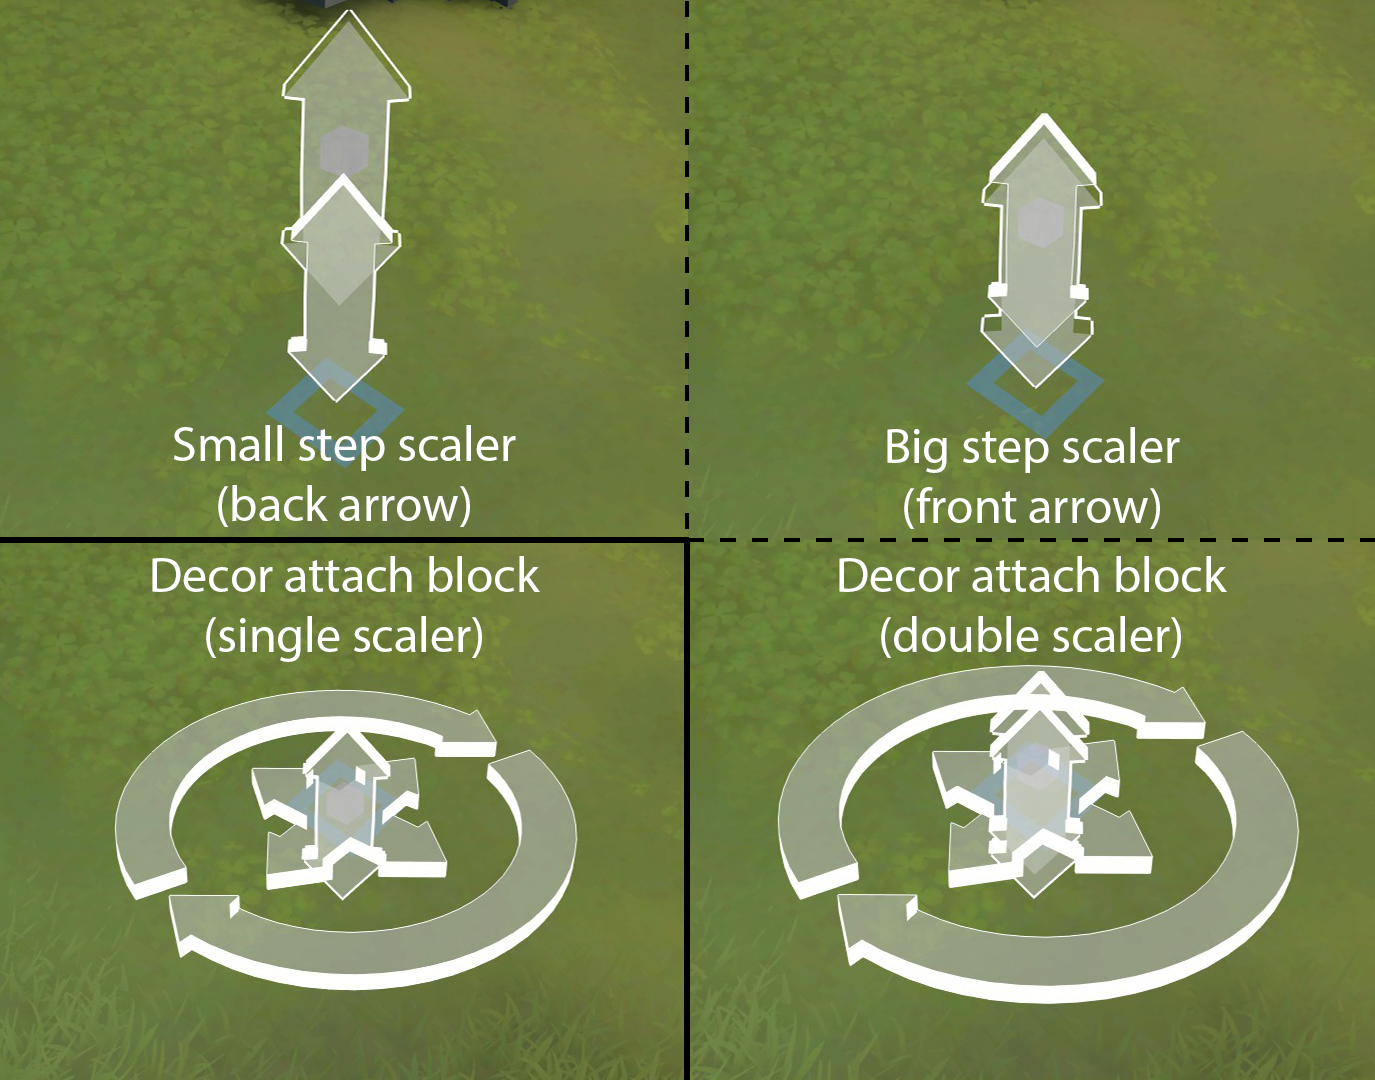 Small step scaler
(back arrow)
Big step scaler
(front arrow)
Decor attach block
(single scaler)
Decor attach block
(double scaler)